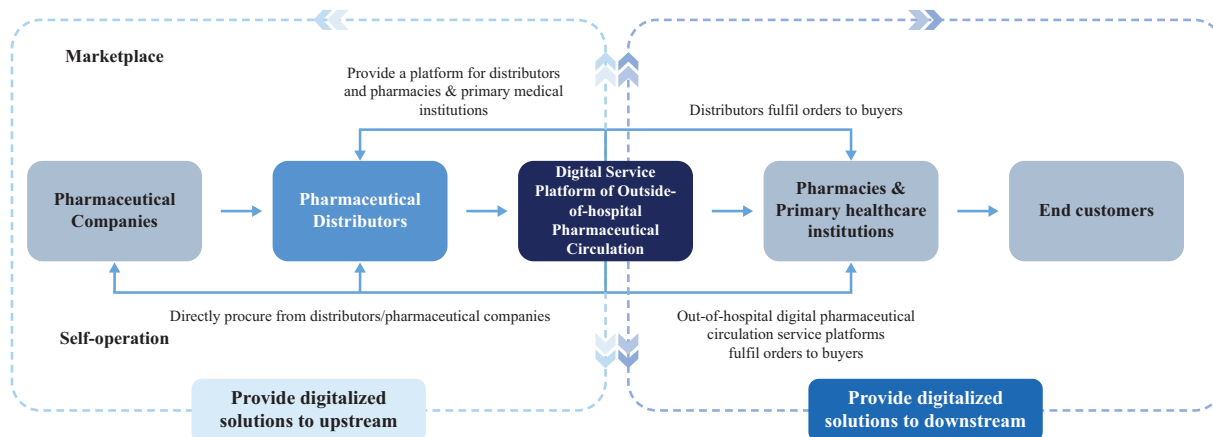 Marketplace
Provide a platform for distributors
and pharmacies & primary medical
institutions
Distributors fulfil orders to buyers
Pharmaceutical
Companies
Pharmaceutical
Distributors
Digital Service
Platform of Outside-
of-hospital
Pharmaceutical
Circulation
Pharmacies &
Primary healthcare
institutions
End customers
Directly procure from distributors/pharmaceutical companies
Self-operation
Out-of-hospital digital pharmaceutical
circulation service platforms
fulfil orders to buyers
Provide digitalized
solutions to upstream
Provide digitalized
solutions to downstream